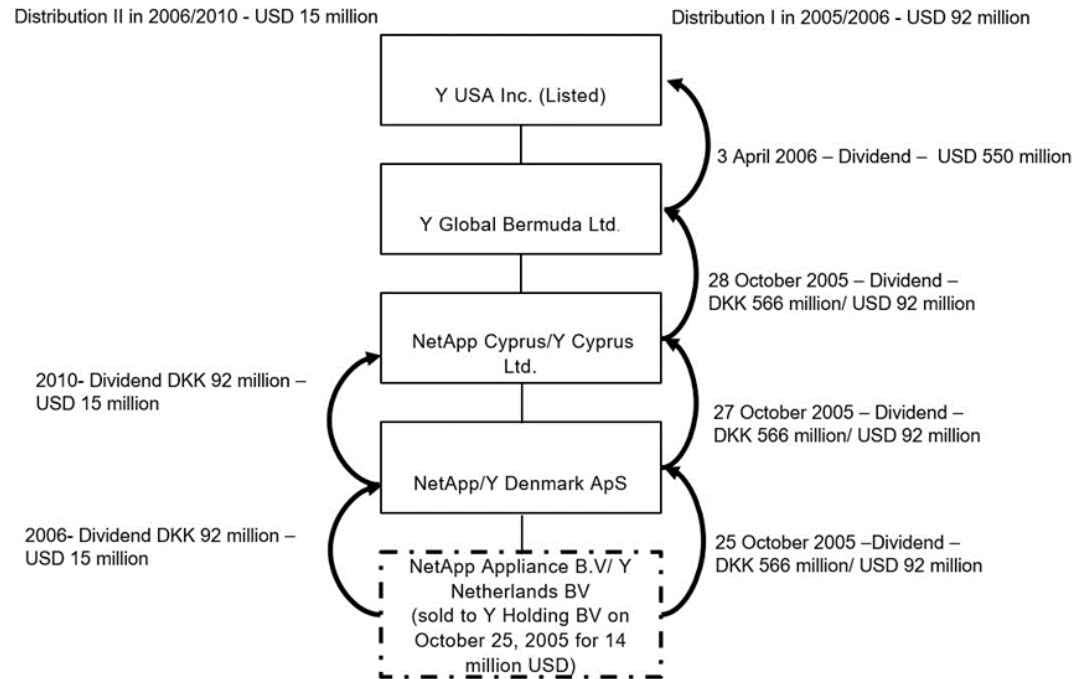 Distribution II in 2006/2010 - USD 15 million
Distribution I in 2005/2006 - USD 92 million
Y USA Inc. (Listed)
3 April 2006 – Dividend – USD 550 million
Y Global Bermuda Ltd.
28 October 2005 – Dividend –
DKK 566 million/ USD 92 million
NetApp Cyprus/Y Cyprus
Ltd.
2010- Dividend DKK 92 million –
USD 15 million
27 October 2005 – Dividend –
DKK 566 million/ USD 92 million
NetApp/Y Denmark ApS
2006- Dividend DKK 92 million –
USD 15 million
25 October 2005 –Dividend –
DKK 566 million/ USD 92 million
NetApp Appliance B.V/ Y
Netherlands BV
(sold to Y Holding BV on
October 25, 2005 for 14
million USD)